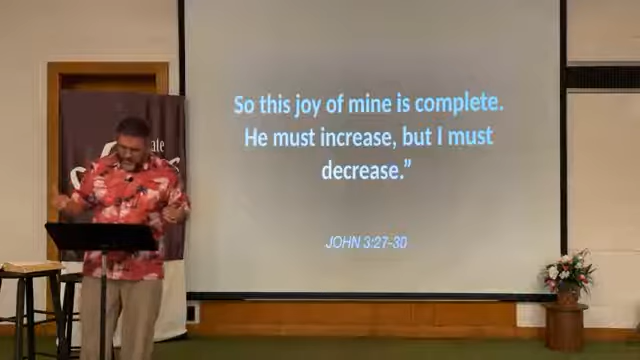 So this joy of mine is complete.
He must increase, but I must
decrease.”
JOHN 3:27-30